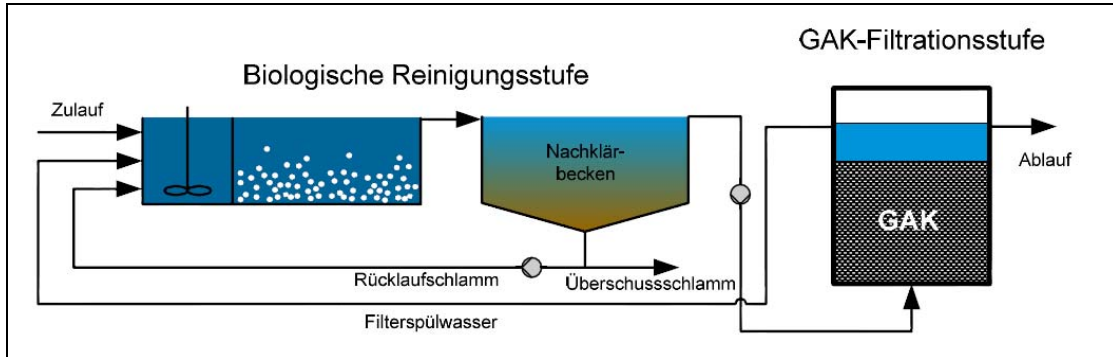 GAK-Filtrationsstufe
Biologische Reinigungsstufe
Zulauf
Nachklär-
becken
Ablauf
GAK
Rücklaufschlamm
Überschussschlamm
Filterspülwasser